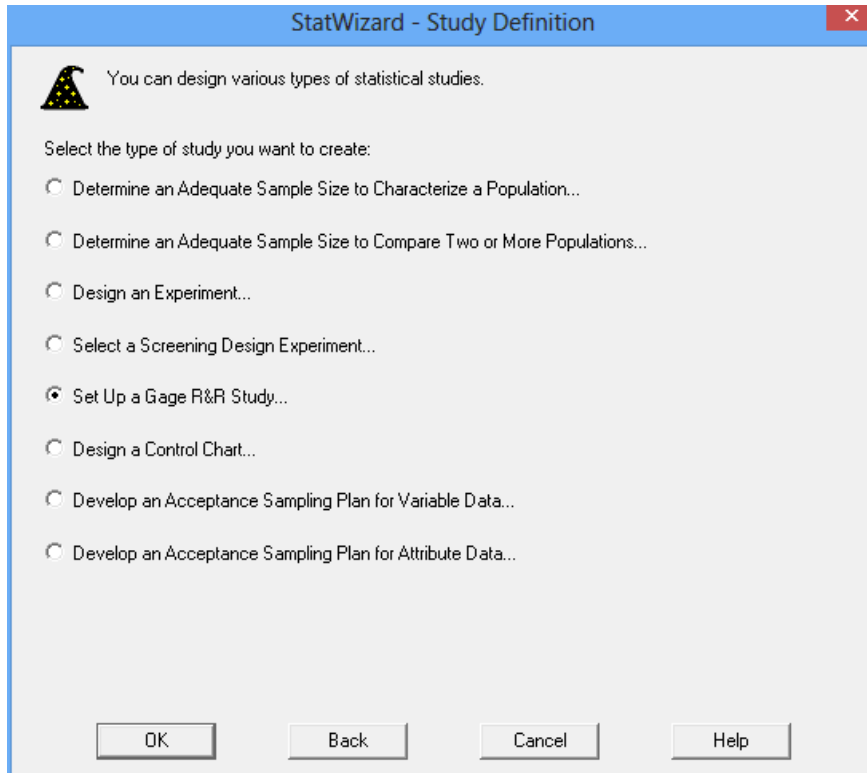 StatWizard - Study Definition
You can design various types of statistical studies.
Select the type of study you want to create:
Determine an Adequate Sample Size to Characterize a Population...
Determine an Adequate Sample Size to Compare Two or More Populations...
Design an Experiment...
Select a Screening Design Experiment...
Set Up a Gage R&R Study...
Design a Control Chart...
Develop an Acceptance Sampling Plan for Variable Data...
Develop an Acceptance Sampling Plan for Attribute Data...
OK Back Cancel Help